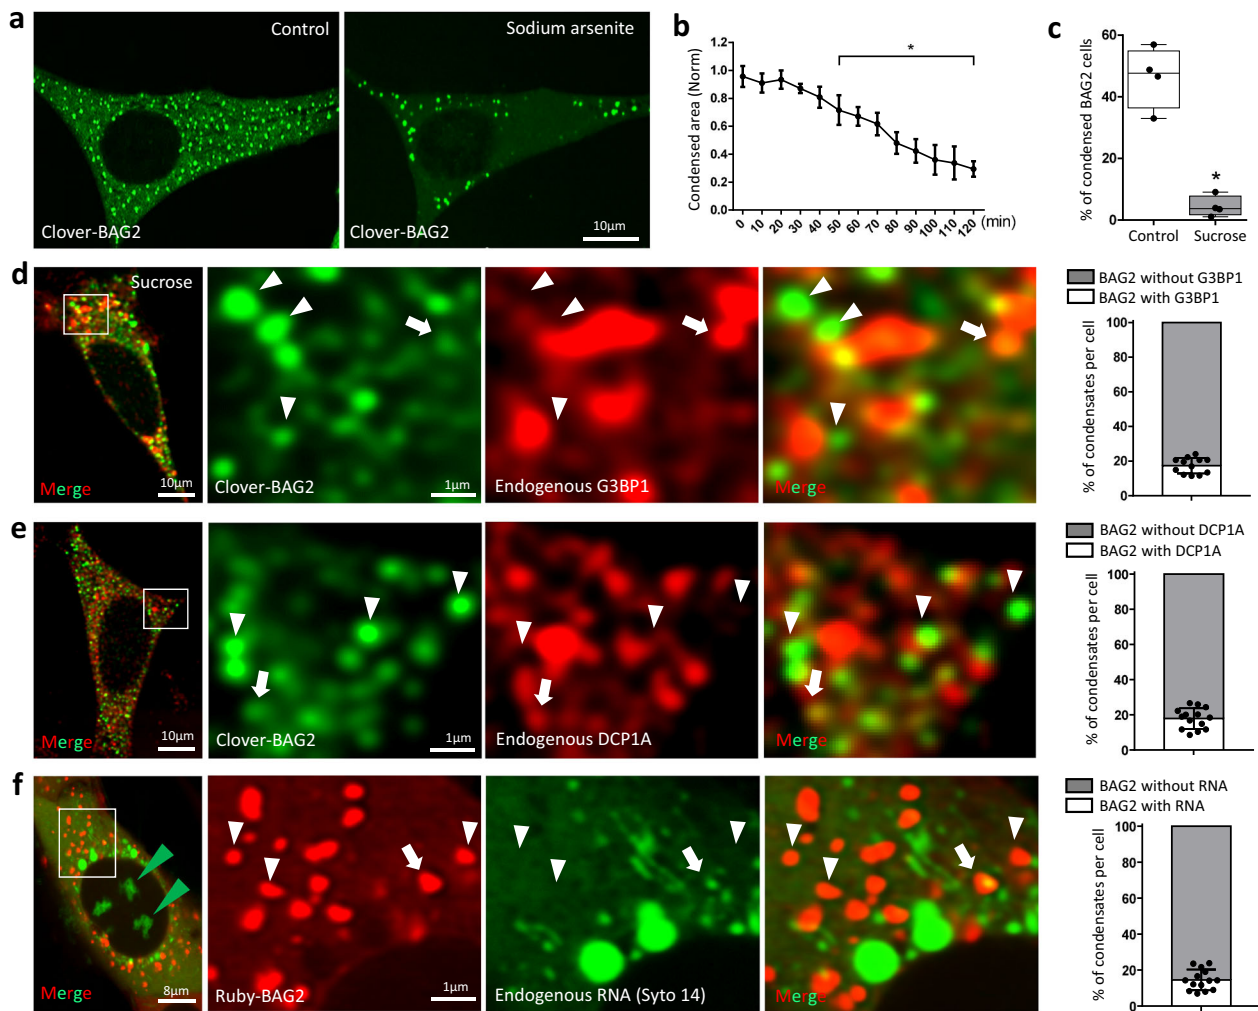 a
Control
Clover-BAG2
Sodium arsenite
Clover-BAG2
10μm
b
Condensed area (Norm)
1.2
1.0
0.8
0.6
0.4
0.2
0.0
0 10 20 30 40 50 60 70 80 90 100 110 120 (min)
*
c
% of condensed BAG2 cells
60
40
20
0
*
Control Sucrose
d
Sucrose
Merge
10μm
Clover-BAG2
1μm
Endogenous G3BP1
Merge
BAG2 without G3BP1
BAG2 with G3BP1
% of condensates per cell
100
80
60
40
20
0
e
Merge
10μm
Clover-BAG2
1μm
Endogenous DCP1A
Merge
BAG2 without DCP1A
BAG2 with DCP1A
% of condensates per cell
100
80
60
40
20
0
f
Merge
8μm
Ruby-BAG2
1μm
Endogenous RNA (Syto 14)
Merge
BAG2 without RNA
BAG2 with RNA
% of condensates per cell
100
80
60
40
20
0